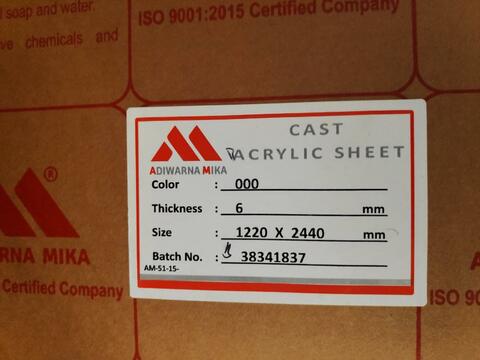 l soap and water.
ve chemicals and
ISO 9001:2015 Certified Company
CAST
ACRYLIC SHEET
ADIWARNA MIKA
Color : 000
Thickness : 6 mm
Size : 1220 X 2440 mm
Batch No. : 38341837
AM-51-15-
®
ARNA MIKA
Certified Company
A
ISO 90